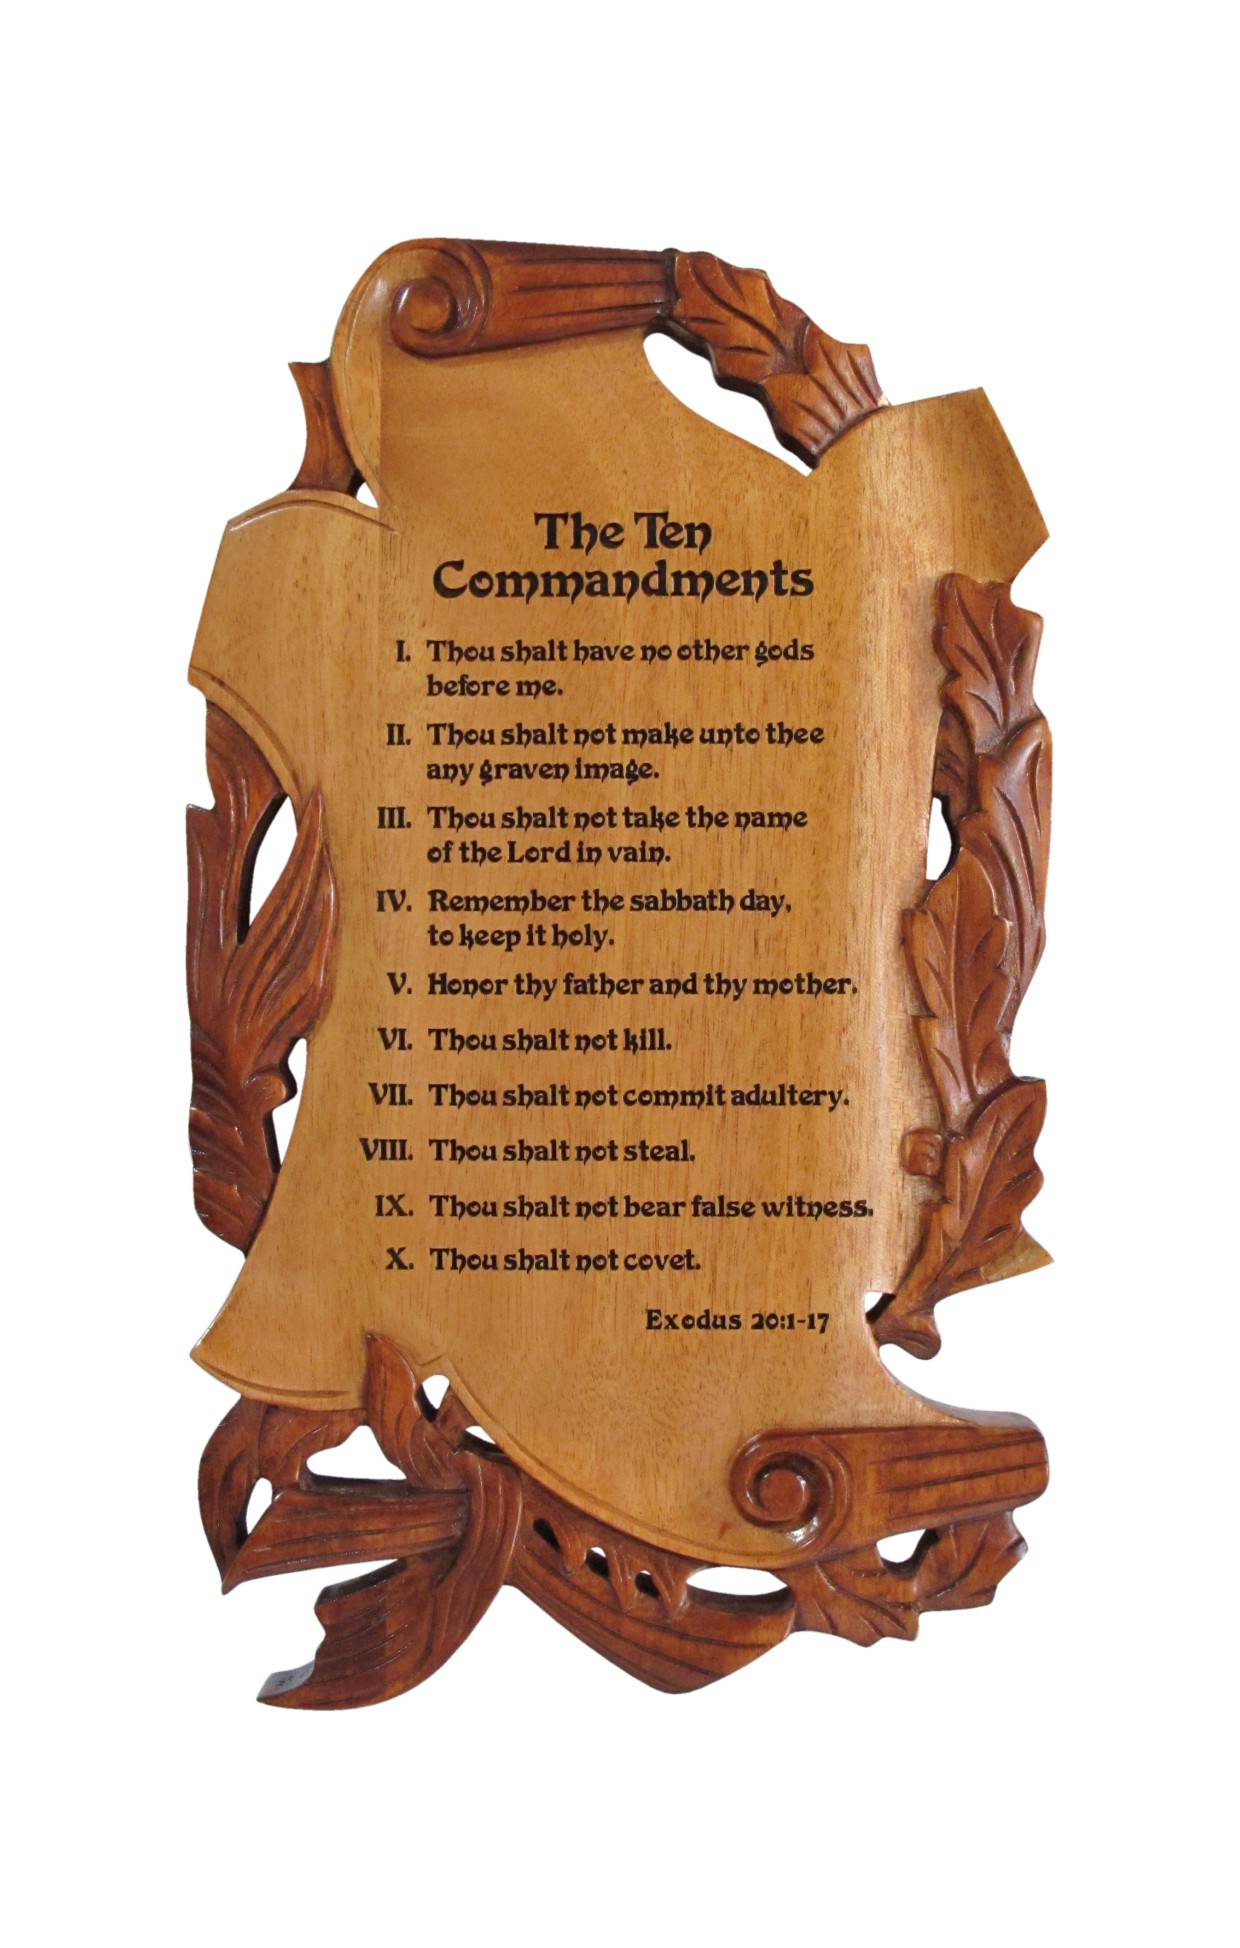 The Ten
Commandments
I. Thou shalt have no other gods
before me.
II. Thou shalt not make unto thee
any graven image.
III. Thou shalt not take the name
of the Lord in vain.
IV. Remember the sabbath day,
to keep it holy.
V. Honor thy father and thy mother.
VI. Thou shalt not kill.
VII. Thou shalt not commit adultery.
VIII. Thou shalt not steal.
IX. Thou shalt not bear false witness.
X. Thou shalt not covet.
Exodus 20:1-17